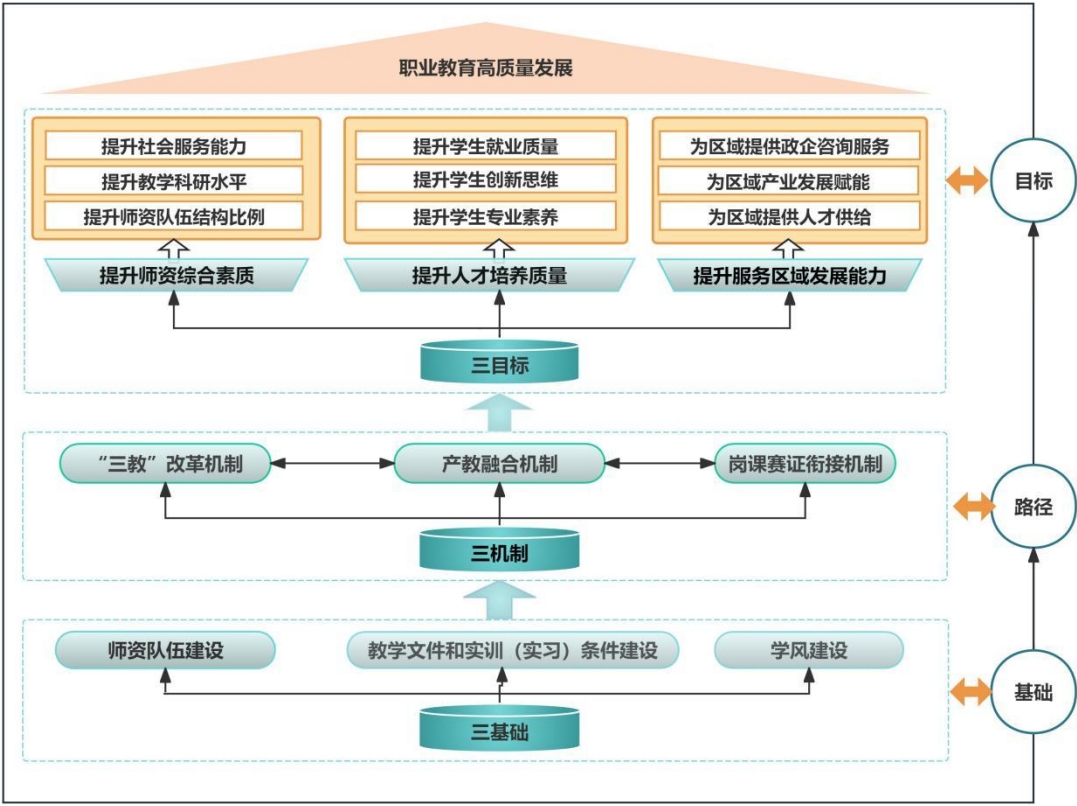 职业教育高质量发展
提升社会服务能力
提升教学科研水平
提升师资队伍结构比例
提升学生就业质量
提升学生创新思维
提升学生专业素养
为区域提供政企咨询服务
为区域产业发展赋能
为区域提供人才供给
目标
提升师资综合素质
提升人才培养质量
提升服务区域发展能力
三目标
“三教”改革机制
产教融合机制
岗课赛证衔接机制
路径
三机制
师资队伍建设
教学文件和实训（实习）条件建设
学风建设
基础
三基础